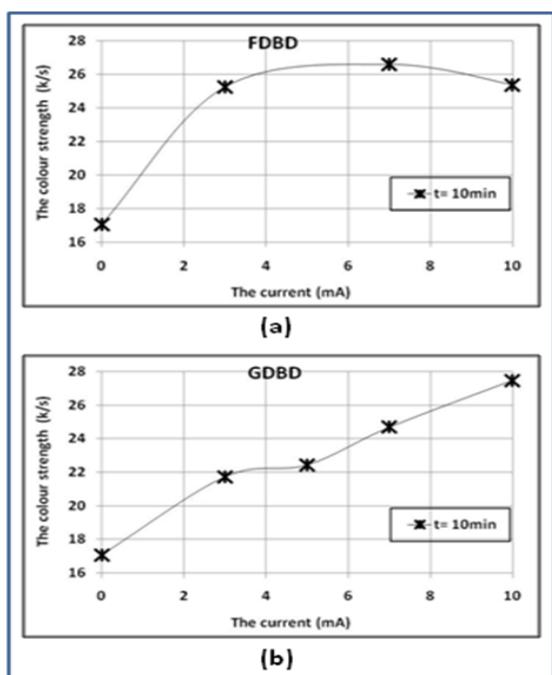 FDBD
28
26
24
22
20
18
16
The colour strength (k/s)
t= 10min
0 2 4 6 8 10
The current (mA)
(a)
GDBD
28
26
24
22
20
18
16
The colour strength (k/s)
t= 10min
0 2 4 6 8 10
The current (mA)
(b)